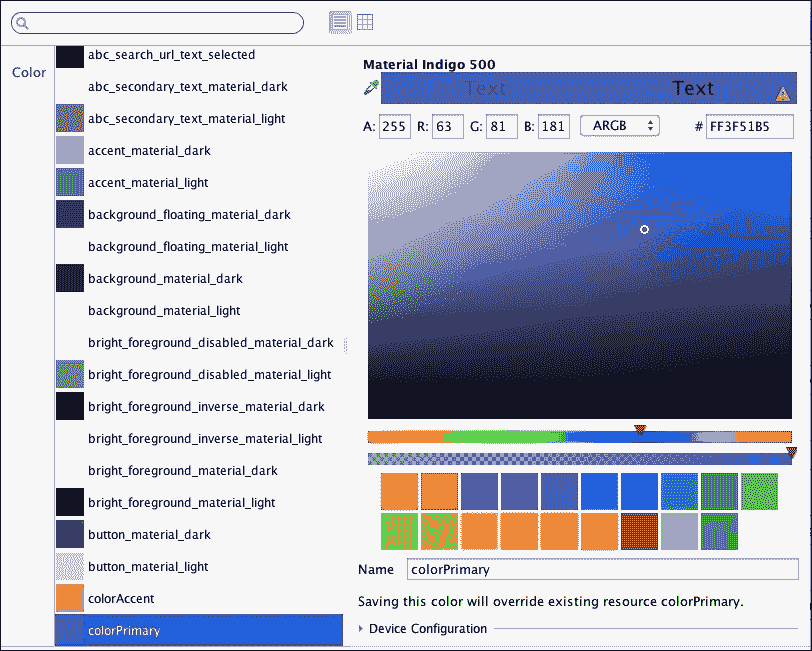 Color
abc_search_url_text_selected
abc_secondary_text_material_dark
abc_secondary_text_material_light
accent_material_dark
accent_material_light
background_floating_material_dark
background_floating_material_light
background_material_dark
background_material_light
bright_foreground_disabled_material_dark
bright_foreground_disabled_material_light
bright_foreground_inverse_material_dark
bright_foreground_inverse_material_light
bright_foreground_material_dark
bright_foreground_material_light
button_material_dark
button_material_light
colorAccent
colorPrimary
Material Indigo 500
Text Text
A: 255 R: 63 G: 81 B: 181 ARGB # FF3F51B5
Name colorPrimary
Saving this color will override existing resource colorPrimary.
Device Configuration